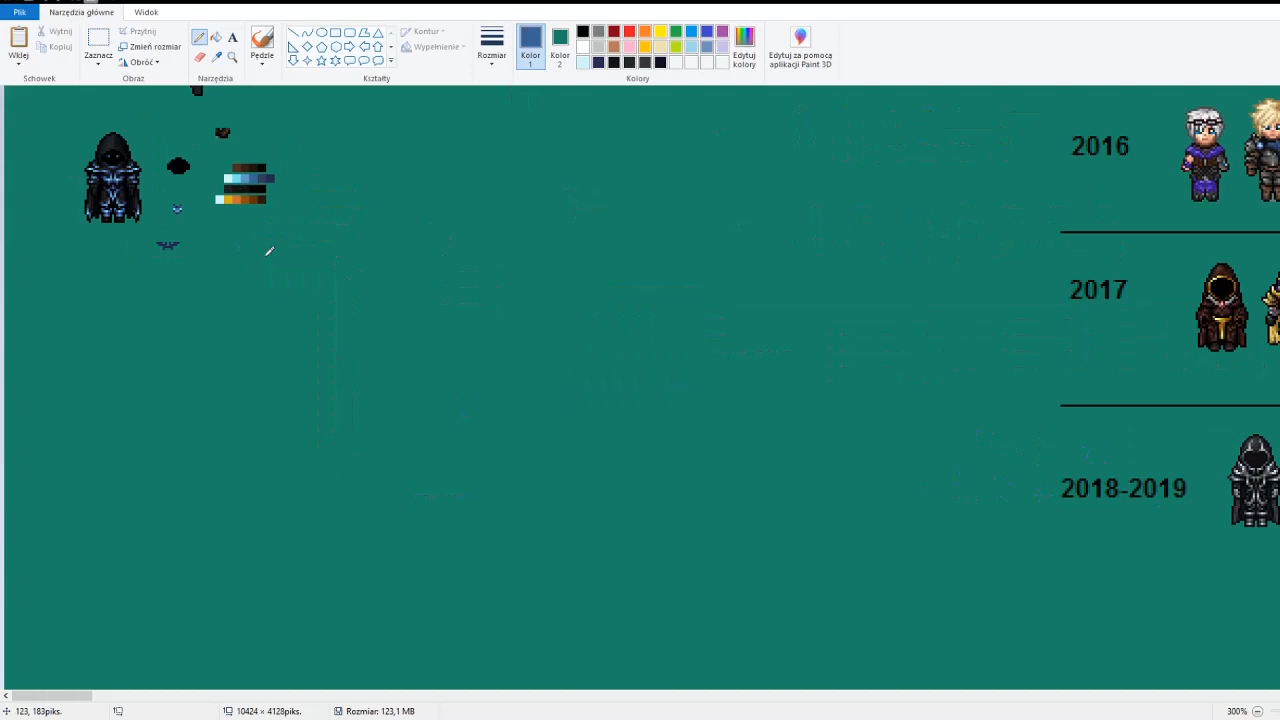 Plik
Narzędzia główne
Widok
Wklej
Wytnij
Kopiuj
Schowek
Zaznacz
Przytnij
Zmień rozmiar
Obróć
Obraz
Narzędzia
Pędzle
Kształty
Kontur
Wypełnienie
Rozmiar
Kolor
1
Kolor
2
Kolory
Edytuj
kolory
Edytuj za pomocą
aplikacji Paint 3D
2016
2017
2018-2019
123, 183piks.
10424 × 4128piks.
Rozmiar: 123,1 MB
300%